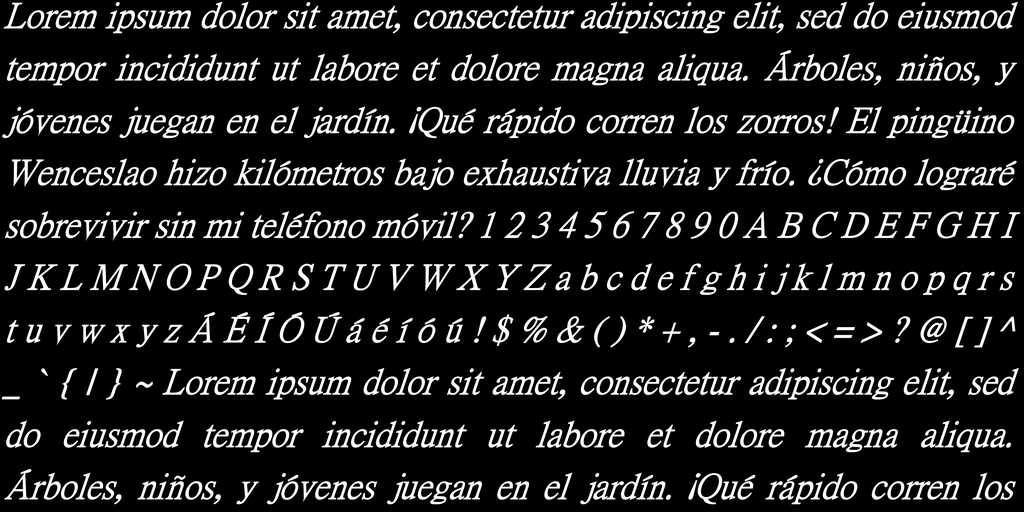 Lorem ipsum dolor sit amet, consectetur adipiscing elit, sed do eiusmod
tempor incididunt ut labore et dolore magna aliqua. Árboles, niños, y
jóvenes juegan en el jardín. ¡Qué rápido corren los zorros! El pingüino
Wenceslao hizo kilómetros bajo exhaustiva lluvia y frío. ¿Cómo lograré
sobrevivir sin mi teléfono móvil? 1 2 3 4 5 6 7 8 9 0 A B C D E F G H I
J K L M N O P Q R S T U V W X Y Z a b c d e f g h i j k l m n o p q r s
t u v w x y z Á É Í Ó Ú á é í ó ú ! $ % & ( ) * + , - . / : ; < = > ? @ [ ] ^
_ ` { | } ~ Lorem ipsum dolor sit amet, consectetur adipiscing elit, sed
do eiusmod tempor incididunt ut labore et dolore magna aliqua.
Árboles, niños, y jóvenes juegan en el jardín. ¡Qué rápido corren los